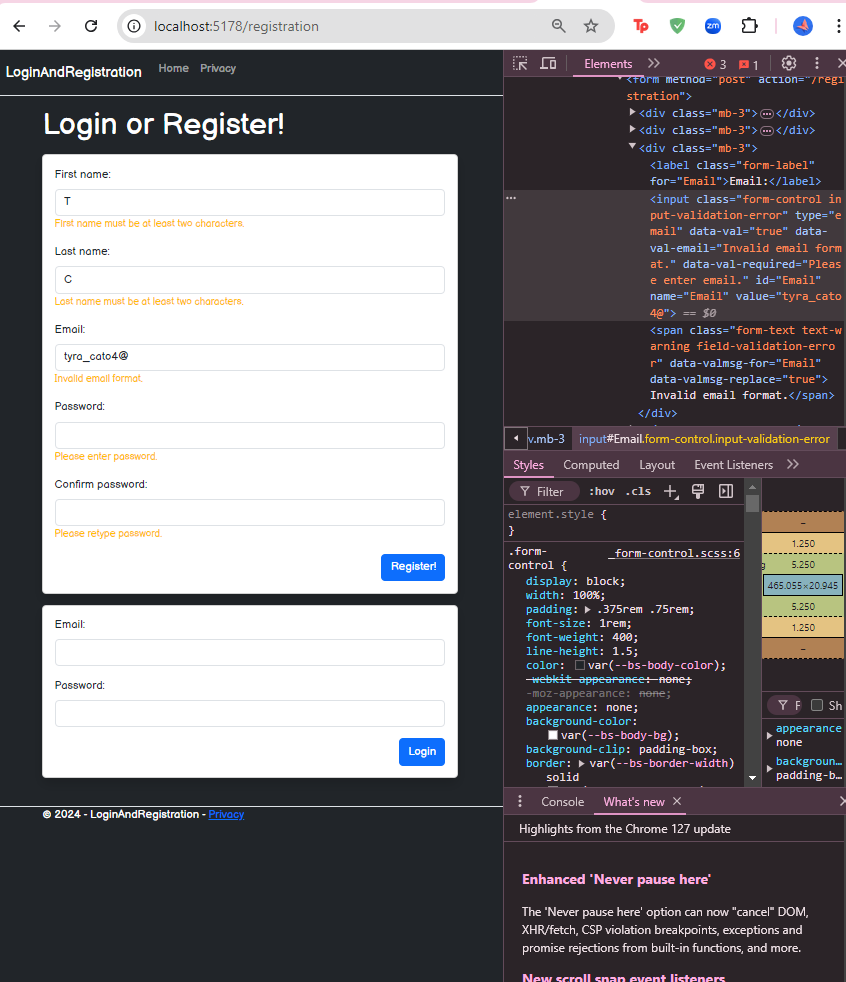 localhost:5178/registration
LoginAndRegistration Home Privacy
Login or Register!
First name:
T
First name must be at least two characters.
Last name:
C
Last name must be at least two characters.
Email:
tyra_cato4@
Invalid email format.
Password:
Please enter password.
Confirm password:
Please retype password.
Register!
Email:
Password:
Login
© 2024 - LoginAndRegistration - Privacy
Elements 3 1
<form method="post" action="/regi
stration">
<div class="mb-3"> </div>
<div class="mb-3"> </div>
<div class="mb-3">
<label class="form-label"
for="Email">Email:</label>
<input class="form-control in
put-validation-error" type="e
mail" data-val="true" data-
val-email="Invalid email form
at." data-val-required="Pleas
e enter email." id="Email"
name="Email" value="tyra_cato
4@"> == $0
<span class="form-text text-w
arning field-validation-erro
r" data-valmsg-for="Email"
data-valmsg-replace="true">
Invalid email format.</span>
</div>
v.mb-3 input#Email.form-control.input-validation-error
Styles Computed Layout Event Listeners
Filter :hov .cls
element.style {
}
.form- _form-control.scss:6
control {
display: block;
width: 100%;
padding: .375rem .75rem;
font-size: 1rem;
font-weight: 400;
line-height: 1.5;
color: var(--bs-body-color);
-webkit-appearance: none;
-moz-appearance: none;
appearance: none;
background-color:
var(--bs-body-bg);
background-clip: padding-box;
border: var(--bs-border-width)
solid
–
1.250
5.250
465.055×20.945
5.250
1.250
–
F Sh
appearance
none
backgroun...
padding-b...
Console What's new
Highlights from the Chrome 127 update
Enhanced 'Never pause here'
The 'Never pause here' option can now "cancel" DOM,
XHR/fetch, CSP violation breakpoints, exceptions and
promise rejections from built-in functions, and more.
New scroll snap event listeners